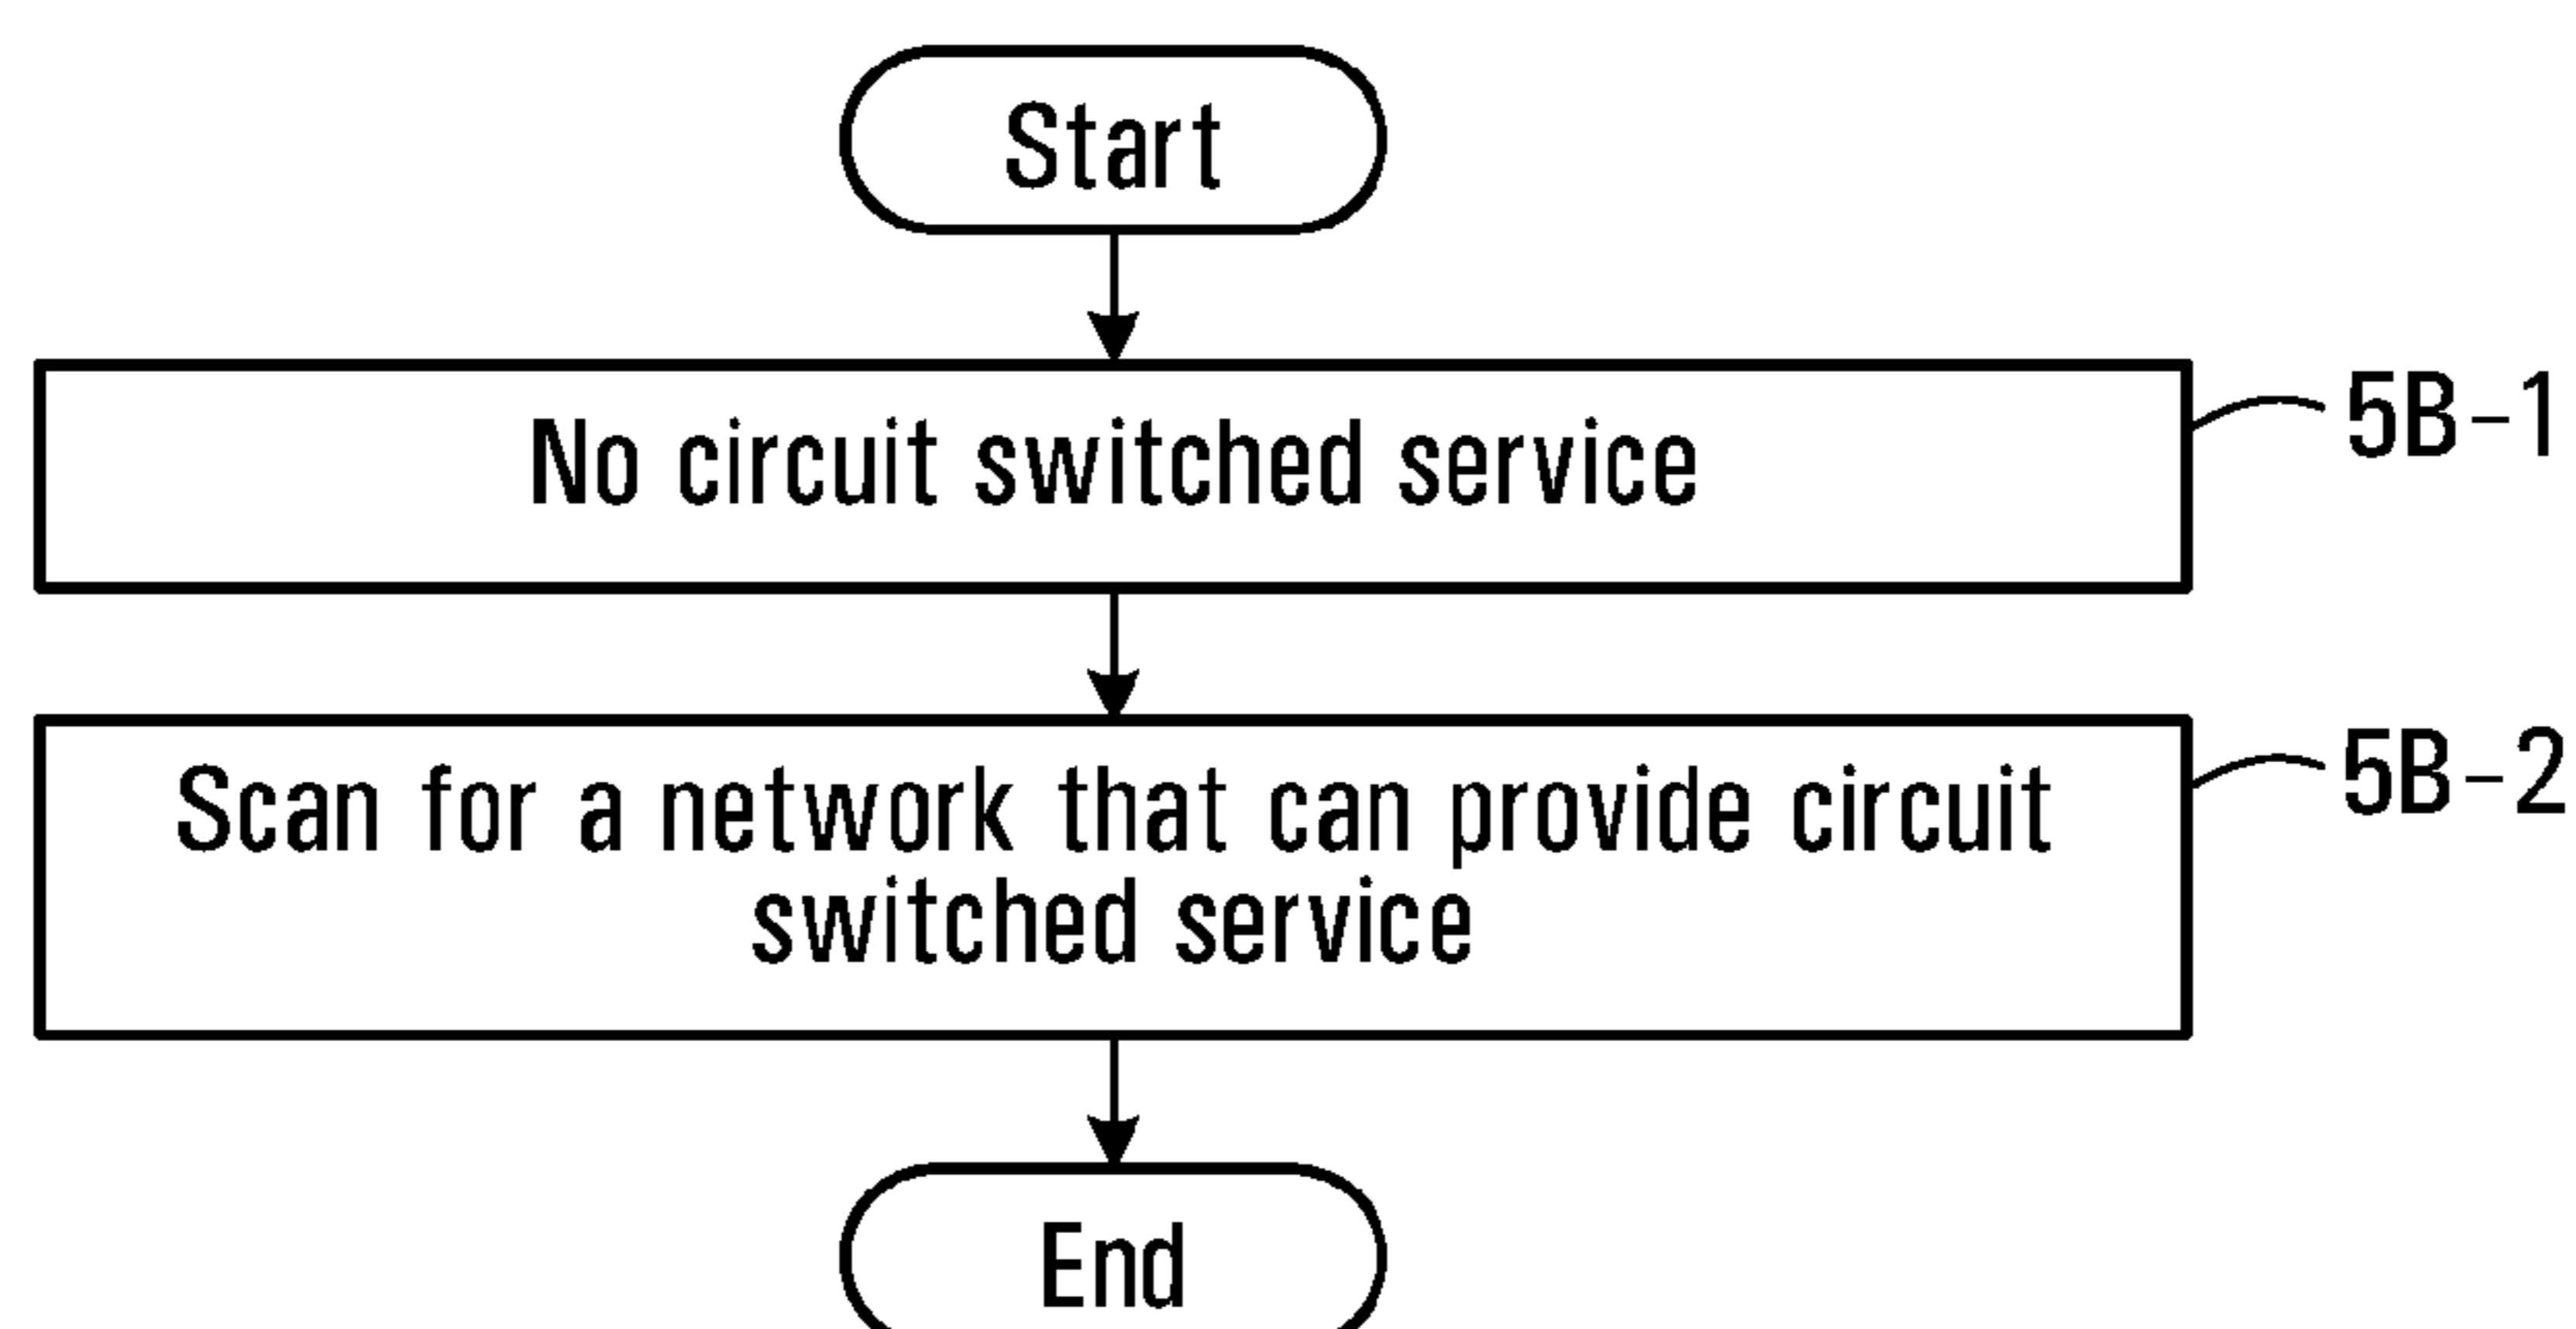 Start
No circuit switched service
5B-1
Scan for a network that can provide circuit
switched service
5B-2
End